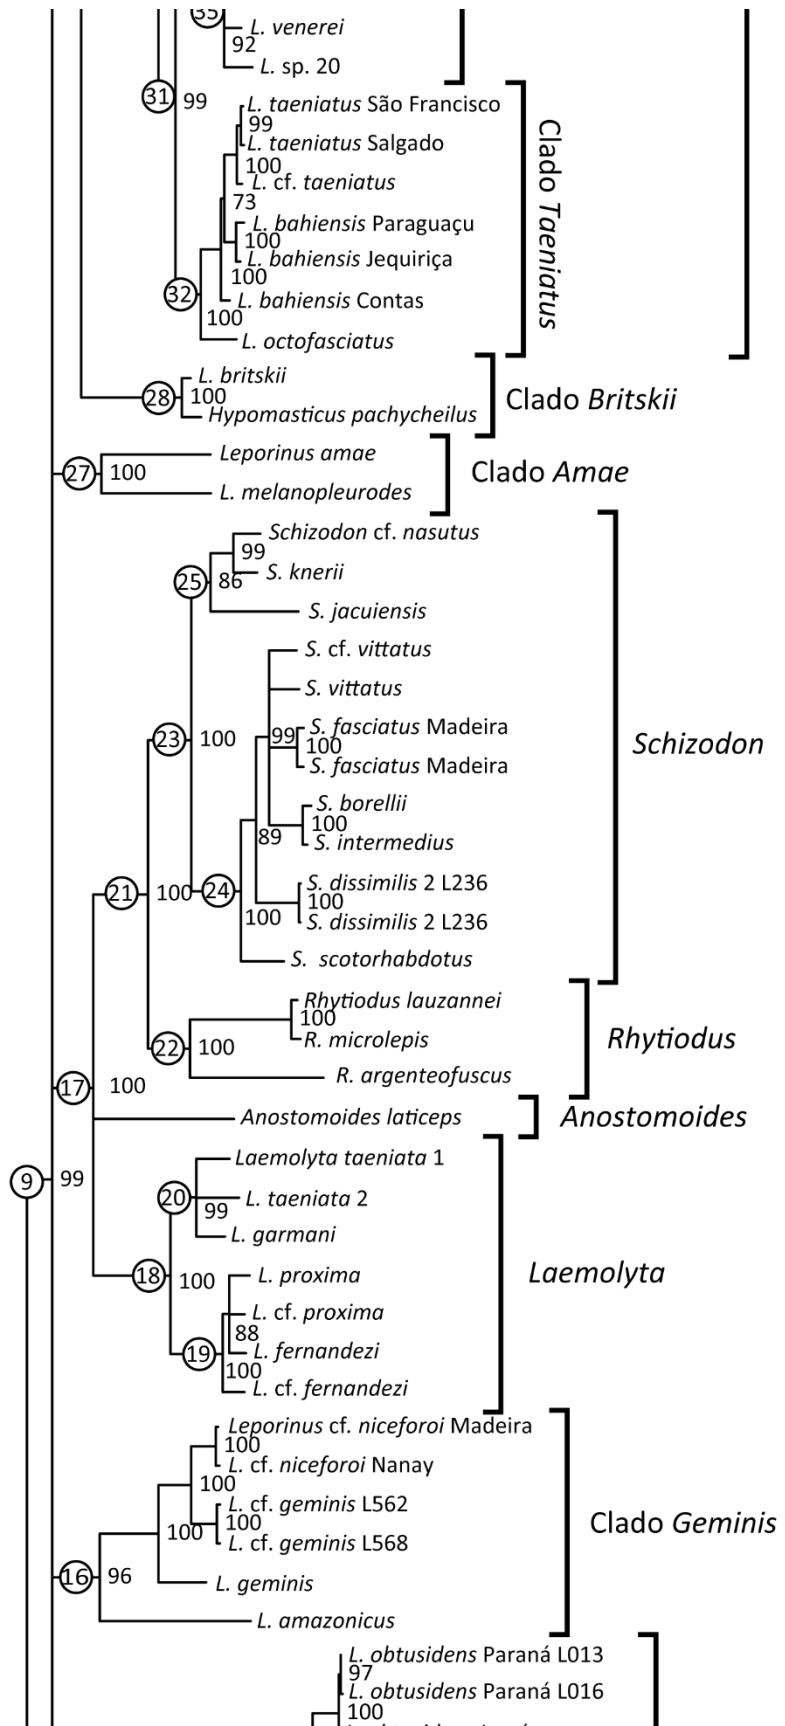 35
L. venerei
92
L. sp. 20
31
99
L. taeniatus São Francisco
99
L. taeniatus Salgado
100
L. cf. taeniatus
73
L. bahiensis Paraguaçu
100
L. bahiensis Jequiriça
100
32
L. bahiensis Contas
100
L. octofasciatus
Clado Taeniatus
L. britskii
28
100
Hypomasticus pachycheilus
Clado Britskii
Leporinus amae
27
100
L. melanopleurodes
Clado Amae
Schizodon cf. nasutus
99
S. knerii
25
86
S. jacuiensis
S. cf. vittatus
S. vittatus
S. fasciatus Madeira
23
100
99
100
S. fasciatus Madeira
Schizodon
S. borellii
100
89
S. intermedius
S. dissimilis 2 L236
21
100
24
100
100
S. dissimilis 2 L236
S. scotorhabdotus
Rhytiodus lauzannei
100
R. microlepis
22
100
Rhytiodus
R. argenteofuscus
17
100
Anostomoides laticeps
Anostomoides
Laemolyta taeniata 1
9
99
20
L. taeniata 2
99
L. garmani
18
100
L. proxima
Laemolyta
L. cf. proxima
88
19
L. fernandezi
100
L. cf. fernandezi
Leporinus cf. niceforoi Madeira
100
L. cf. niceforoi Nanay
100
L. cf. geminis L562
100
100
L. cf. geminis L568
Clado Geminis
16
96
L. geminis
L. amazonicus
L. obtusidens Paraná L013
97
L. obtusidens Paraná L016
100